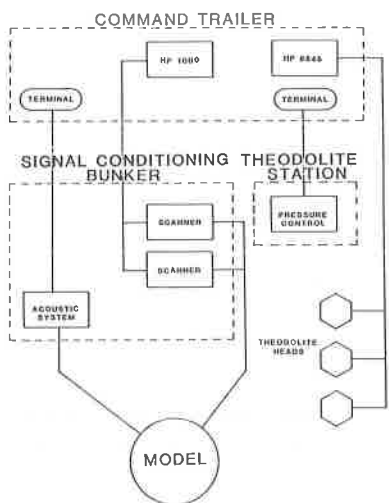 COMMAND TRAILER
HP 1000
HP 9845
TERMINAL
TERMINAL
SIGNAL CONDITIONING
BUNKER
THEODOLITE
STATION
SCANNER
PRESSURE
CONTROL
SCANNER
ACOUSTIC
SYSTEM
THEODOLITE
HEADS
MODEL